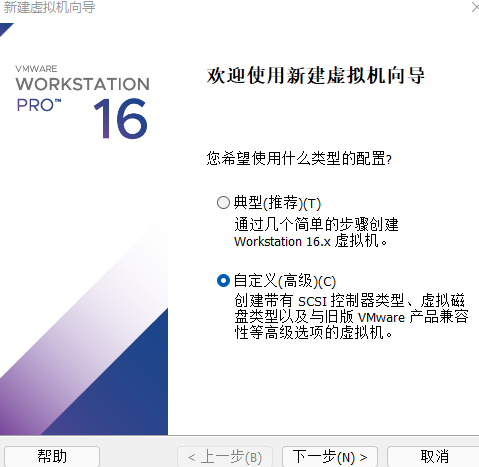 新建虚拟机向导
VMWARE
WORKSTATION
PRO™ 16
欢迎使用新建虚拟机向导
您希望使用什么类型的配置?
典型(推荐)(T)
通过几个简单的步骤创建
Workstation 16.x 虚拟机。
自定义(高级)(C)
创建带有 SCSI 控制器类型、虚拟磁
盘类型以及与旧版 VMware 产品兼容
性等高级选项的虚拟机。
帮助
< 上一步(B)
下一步(N) >
取消